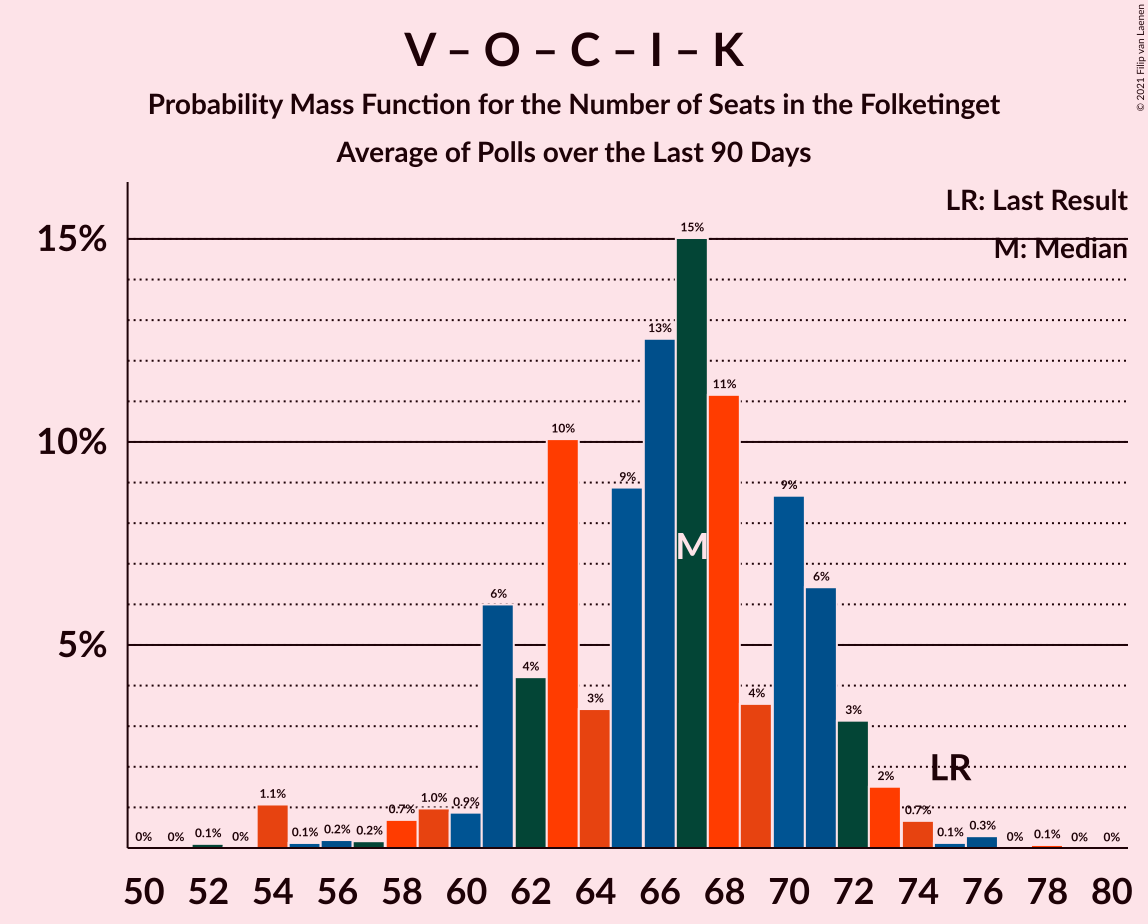 V – O – C – I – K
Probability Mass Function for the Number of Seats in the Folketinget
Average of Polls over the Last 90 Days
© 2021 Filip van Laenen
LR: Last Result
M: Median
15%
10%
5%
0% 0% 0.1% 0% 1.1% 0.1% 0.2% 0.2% 0.7% 1.0% 0.9% 6% 4% 10% 3% 9% 13% 15% 11% 4% 9% 6% 3% 2% 0.7% 0.1% 0.3% 0% 0.1% 0% 0%
M
LR
50 52 54 56 58 60 62 64 66 68 70 72 74 76 78 80